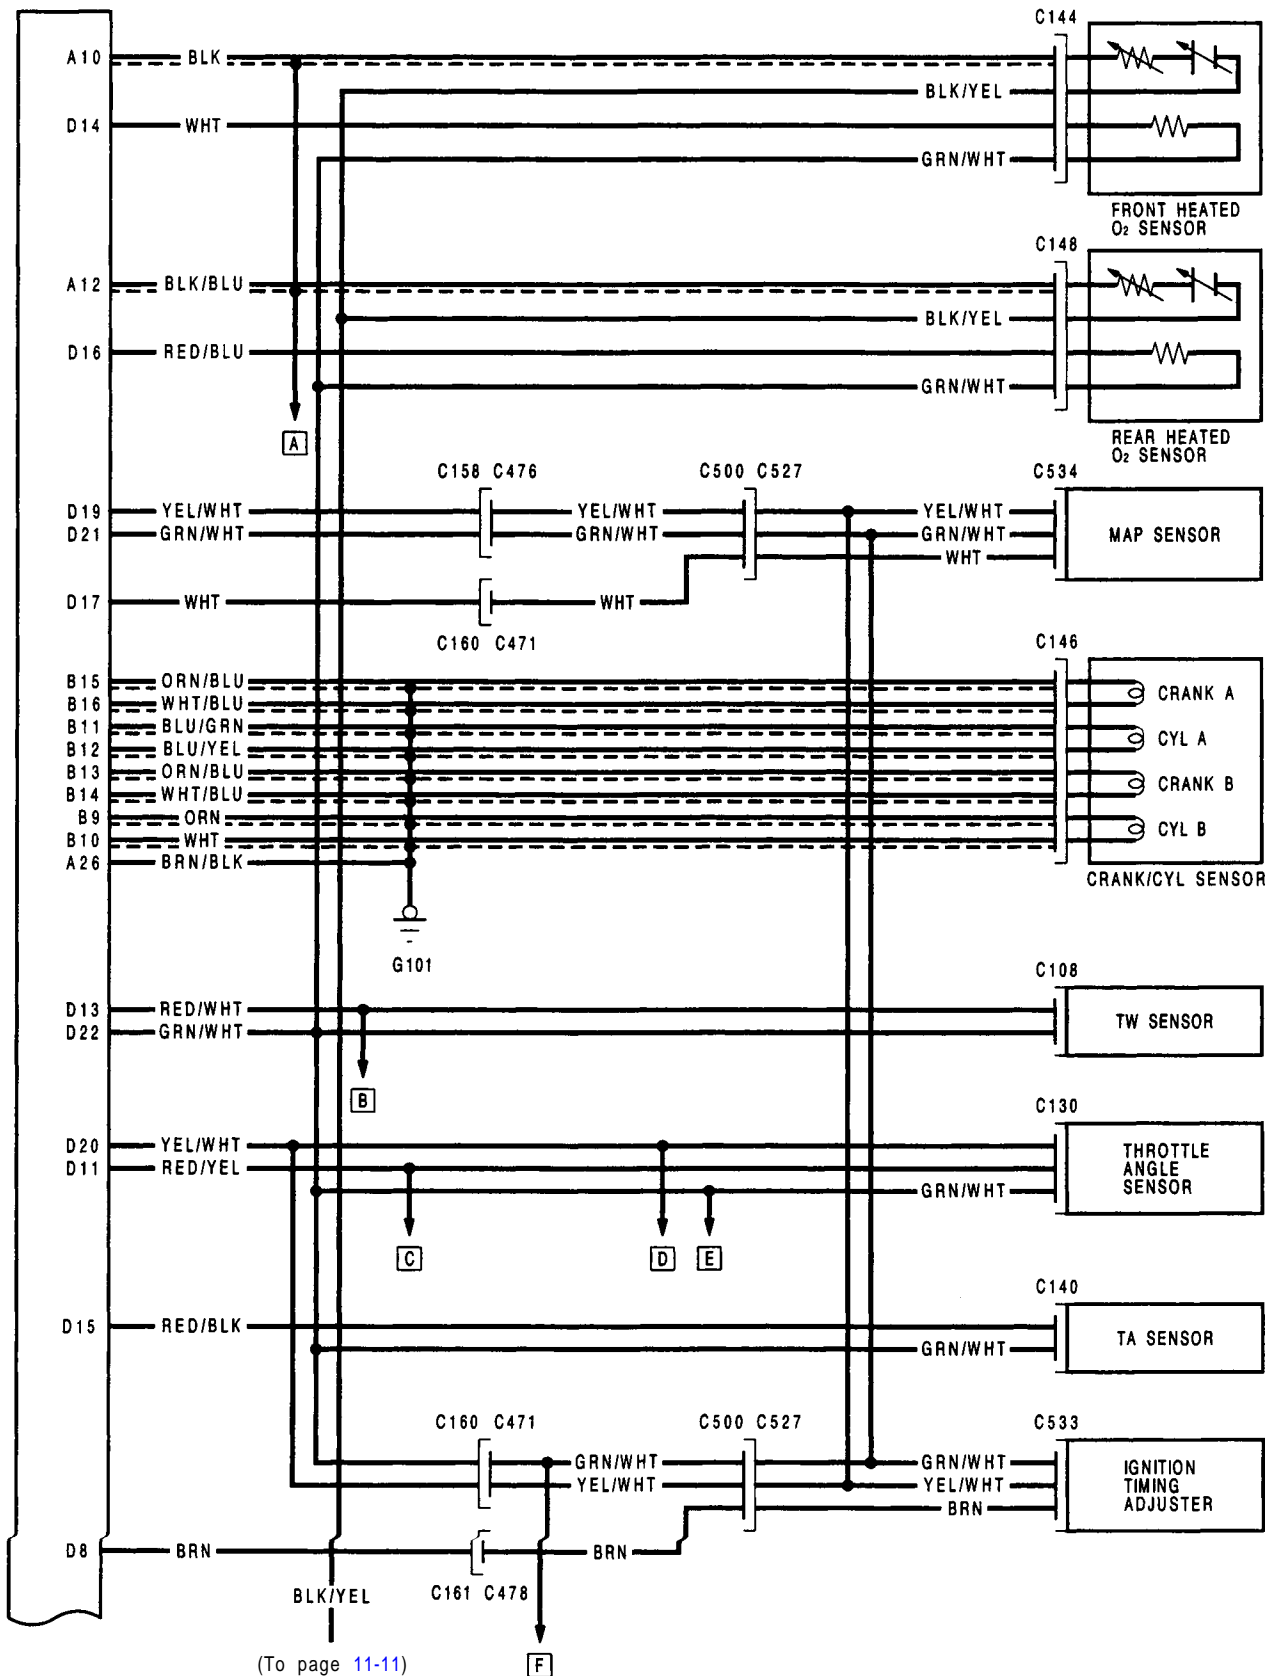 C144
A10 BLK
BLK/YEL
D14 WHT
GRN/WHT
FRONT HEATED
O₂ SENSOR
C148
A12 BLK/BLU
BLK/YEL
D16 RED/BLU
GRN/WHT
A
REAR HEATED
O₂ SENSOR
C158 C476 C500 C527 C534
D19 YEL/WHT YEL/WHT YEL/WHT
D21 GRN/WHT GRN/WHT GRN/WHT
MAP SENSOR
WHT
D17 WHT WHT
C160 C471
C146
B15 ORN/BLU
CRANK A
B16 WHT/BLU
B11 BLU/GRN
CYL A
B12 BLU/YEL
B13 ORN/BLU
CRANK B
B14 WHT/BLU
B9 ORN
CYL B
B10 WHT
A26 BRN/BLK
CRANK/CYL SENSOR
G101
C108
D13 RED/WHT
TW SENSOR
D22 GRN/WHT
B
C130
D20 YEL/WHT
D11 RED/YEL
GRN/WHT
THROTTLE
ANGLE
SENSOR
C D E
C140
D15 RED/BLK
TA SENSOR
GRN/WHT
C160 C471 C500 C527 C533
GRN/WHT GRN/WHT
YEL/WHT YEL/WHT
BRN
IGNITION
TIMING
ADJUSTER
D8 BRN BRN
C161 C478
BLK/YEL
(To page 11-11)
F